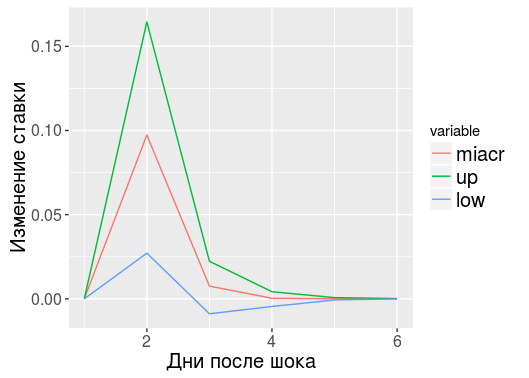 Изменение ставки
0.15
0.10
0.05
0.00
2
4
6
Дни после шока
variable
miacr
up
low